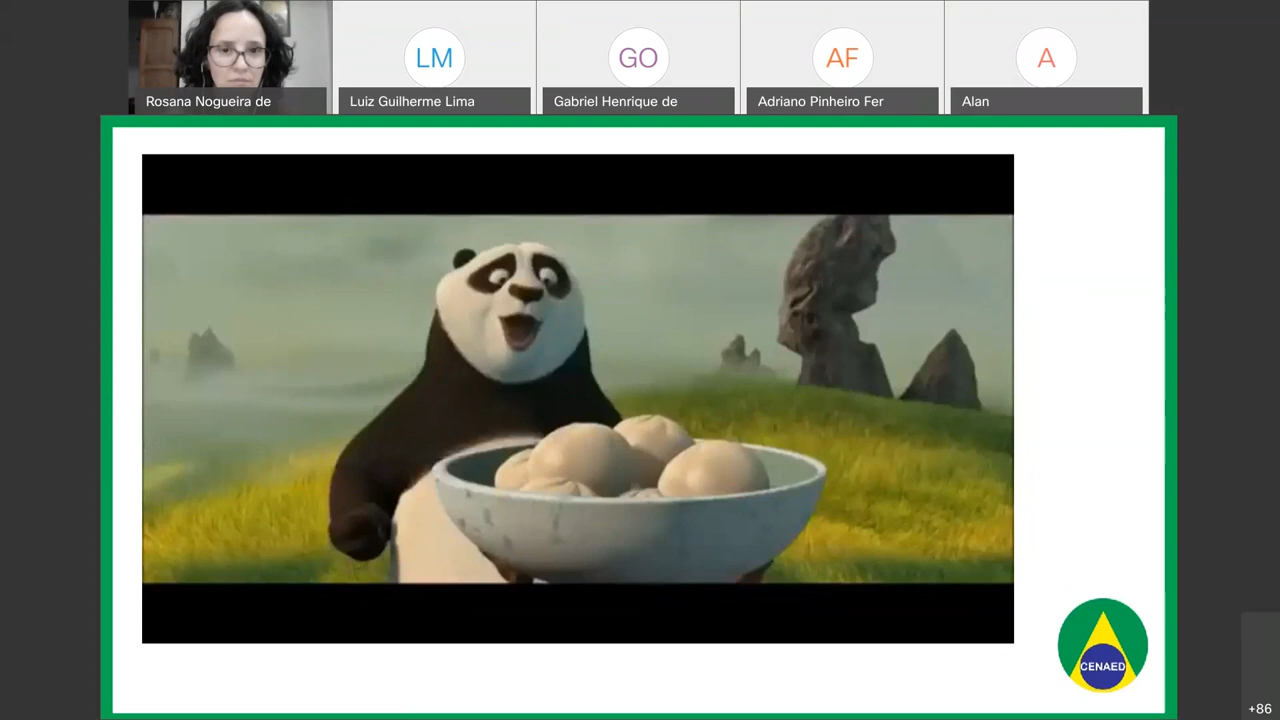 LM
GO
AF
A
Rosana Nogueira de
Luiz Guilherme Lima
Gabriel Henrique de
Adriano Pinheiro Fer
Alan
CENAED
+86